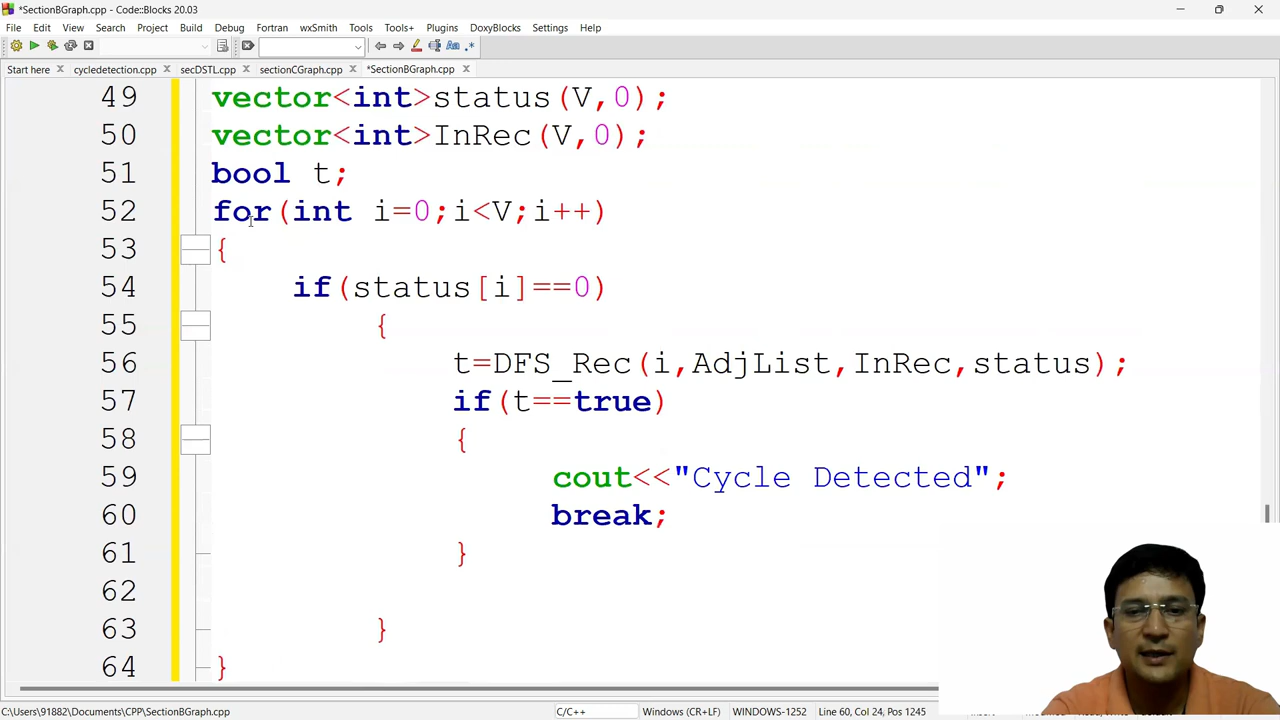 *SectionBGraph.cpp - Code::Blocks 20.03
File Edit View Search Project Build Debug Fortran wxSmith Tools Tools+ Plugins DoxyBlocks Settings Help
Start here cycledetection.cpp secDSTL.cpp sectionCGraph.cpp *SectionBGraph.cpp
49 vector<int>status(V,0);
50 vector<int>InRec(V,0);
51 bool t;
52 for(int i=0;i<V;i++)
53 {
54 if(status[i]==0)
55 {
56 t=DFS_Rec(i,AdjList,InRec,status);
57 if(t==true)
58 {
59 cout<<"Cycle Detected";
60 break;
61 }
62
63 }
64 }
C:\Users\91882\Documents\CPP\SectionBGraph.cpp C/C++ Windows (CR+LF) WINDOWS-1252 Line 60, Col 24, Pos 1245